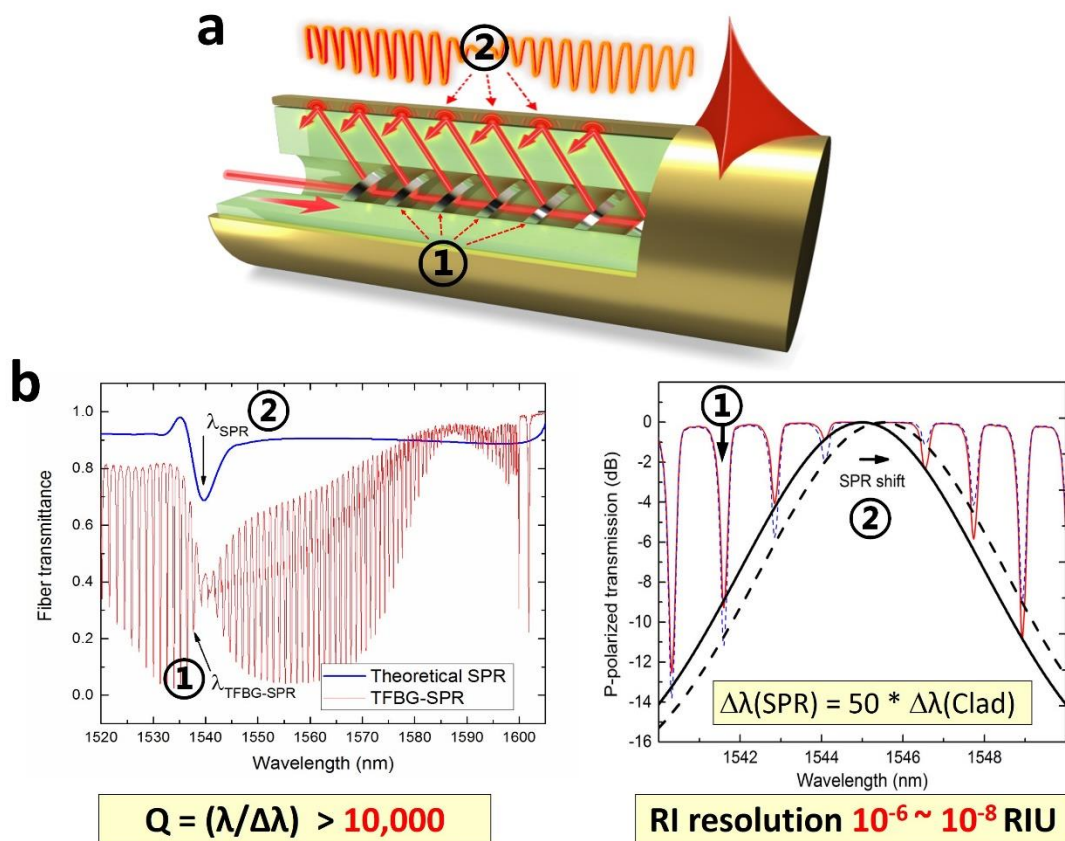 a
②
①
b
Fiber transmittance
1.0
0.8
0.6
0.4
0.2
0.0
λSPR
②
①
λTFBG-SPR
Theoretical SPR
TFBG-SPR
1520 1530 1540 1550 1560 1570 1580 1590 1600
Wavelength (nm)
Q = (λ/Δλ) > 10,000
P-polarized transmission (dB)
0
-2
-4
-6
-8
-10
-12
-14
-16
①
SPR shift
②
Δλ(SPR) = 50 * Δλ(Clad)
1542 1544 1546 1548
Wavelength (nm)
RI resolution 10⁻⁶ ~ 10⁻⁸ RIU